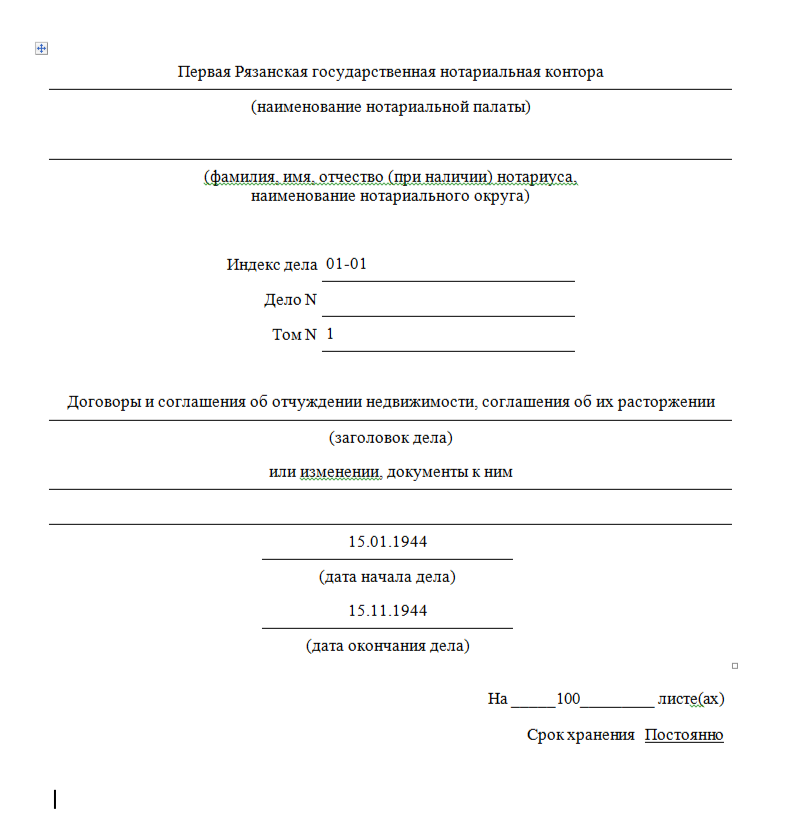 Первая Рязанская государственная нотариальная контора
(наименование нотариальной палаты)
(фамилия, имя, отчество (при наличии) нотариуса,
наименование нотариального округа)
Индекс дела 01-01
Дело N
Том N 1
Договоры и соглашения об отчуждении недвижимости, соглашения об их расторжении
(заголовок дела)
или изменении, документы к ним
15.01.1944
(дата начала дела)
15.11.1944
(дата окончания дела)
На _____100________ листе(ах)
Срок хранения Постоянно